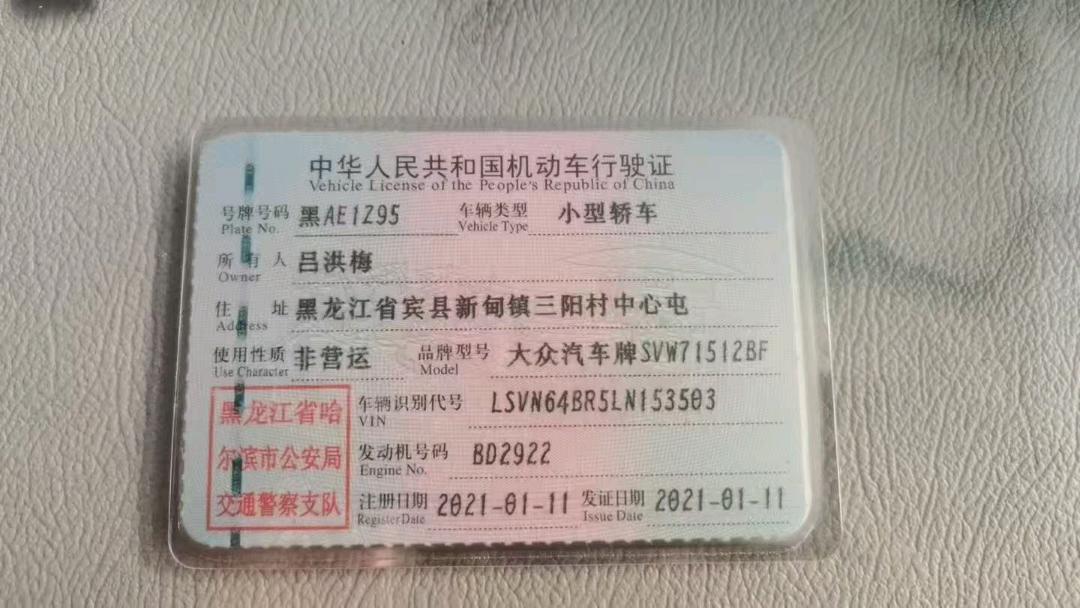 中华人民共和国机动车行驶证
Vehicle License of the People's Republic of China
号牌号码 黑AE1Z95 车辆类型 小型轿车
Plate No. Vehicle Type
所有人 吕洪梅
Owner
住址 黑龙江省宾县新甸镇三阳村中心屯
Address
使用性质 非营运 品牌型号 大众汽车牌SVW71512BF
Use Character Model
车辆识别代号 LSVN64BR5LN153503
VIN
发动机号码 BD2922
Engine No.
注册日期 2021-01-11 发证日期 2021-01-11
Register Date Issue Date
黑龙江省哈
尔滨市公安局
交通警察支队